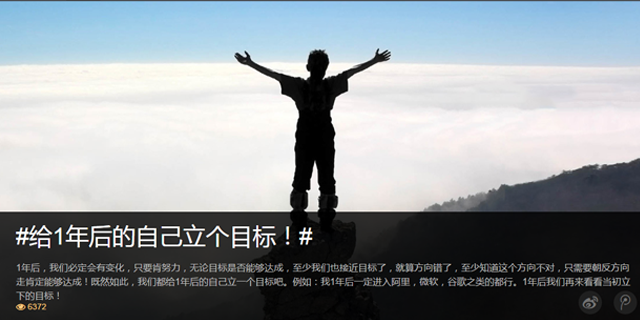 #给1年后的自己立个目标！#
1年后，我们必定会有变化，只要肯努力，无论目标是否能够达成，至少我们也接近目标了，就算方向错了，至少知道这个方向不对，只需要朝反方向
走肯定能够达成！既然如此，我们都给1年后的自己立一个目标吧。例如：我1年后一定进入阿里，微软，谷歌之类的都行。1年后我们再来看看当初立
下的目标！
6372